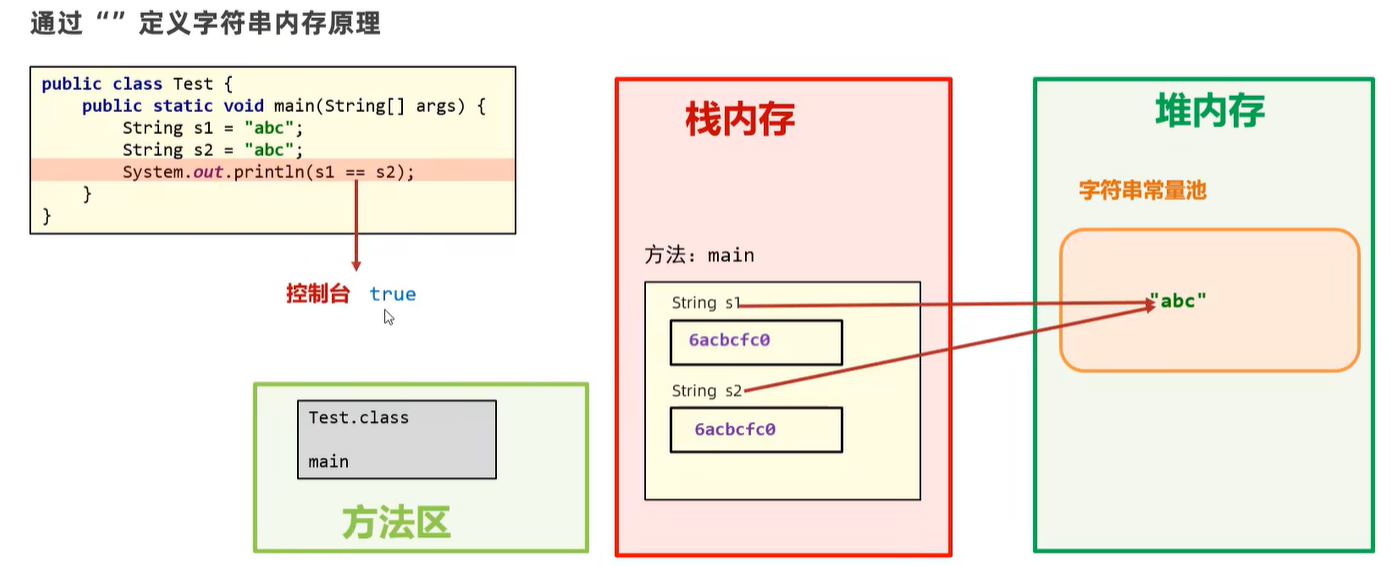 通过“”定义字符串内存原理
public class Test {
    public static void main(String[] args) {
        String s1 = "abc";
        String s2 = "abc";
        System.out.println(s1 == s2);
    }
}
控制台 true
Test.class
main
方法区
栈内存
方法：main
String s1
6acbcfc0
String s2
6acbcfc0
堆内存
字符串常量池
"abc"